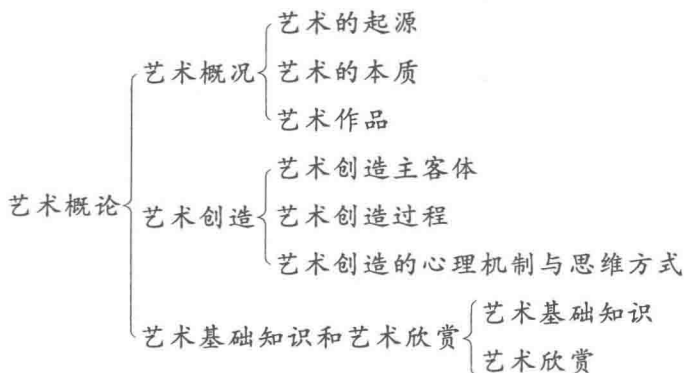 艺术的起源
艺术概况
艺术的本质
艺术作品
艺术创造主客体
艺术概论
艺术创造
艺术创造过程
艺术创造的心理机制与思维方式
艺术基础知识和艺术欣赏
艺术基础知识
艺术欣赏